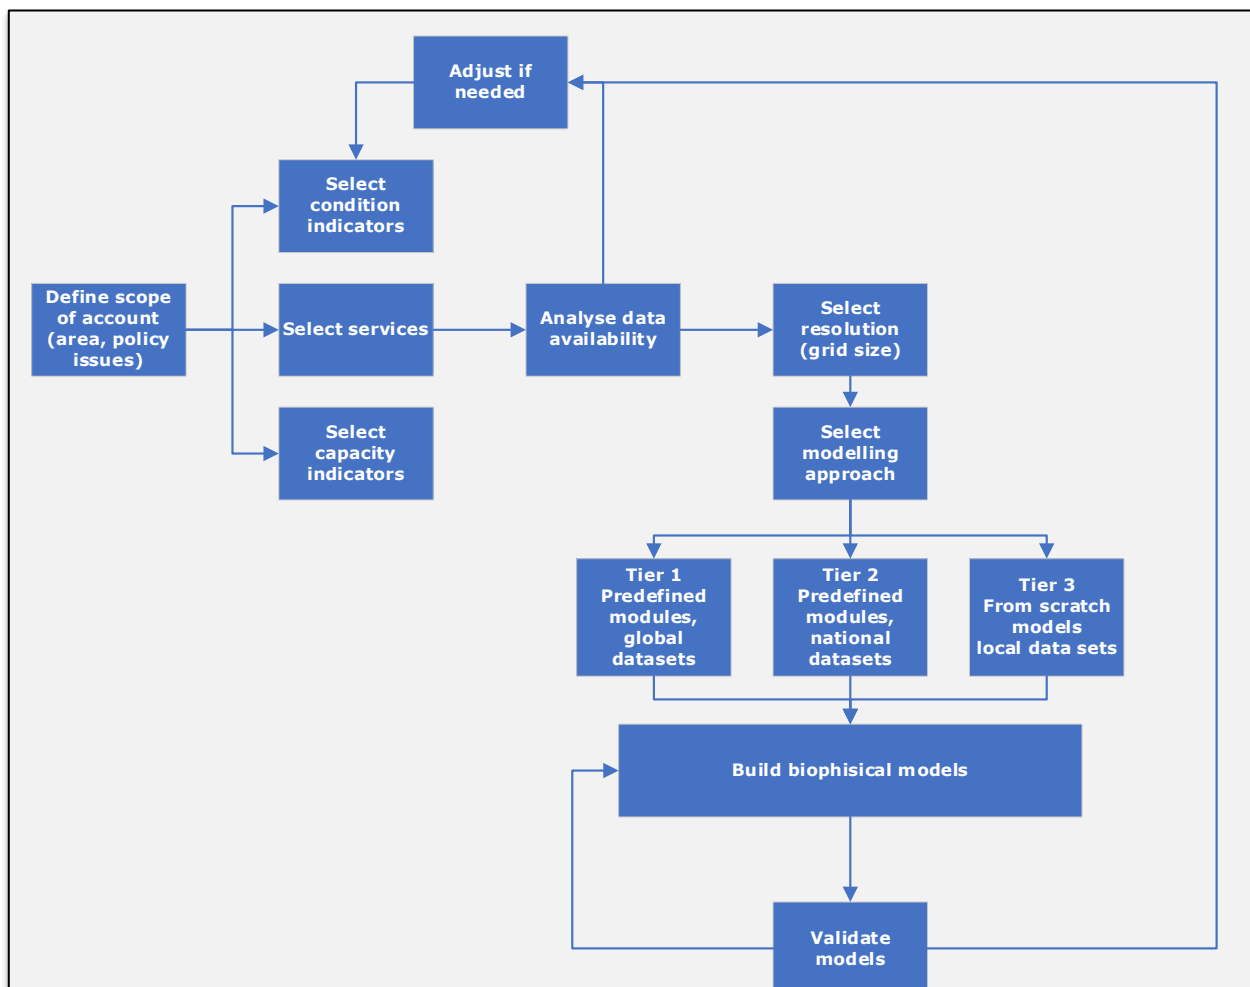 Adjust if
needed
Select
condition
indicators
Define scope
of account
(area, policy
issues)
Select services
Analyse data
availability
Select
resolution
(grid size)
Select
capacity
indicators
Select
modelling
approach
Tier 1
Predefined
modules,
global
datasets
Tier 2
Predefined
modules,
national
datasets
Tier 3
From scratch
models
local data sets
Build biophisical models
Validate
models